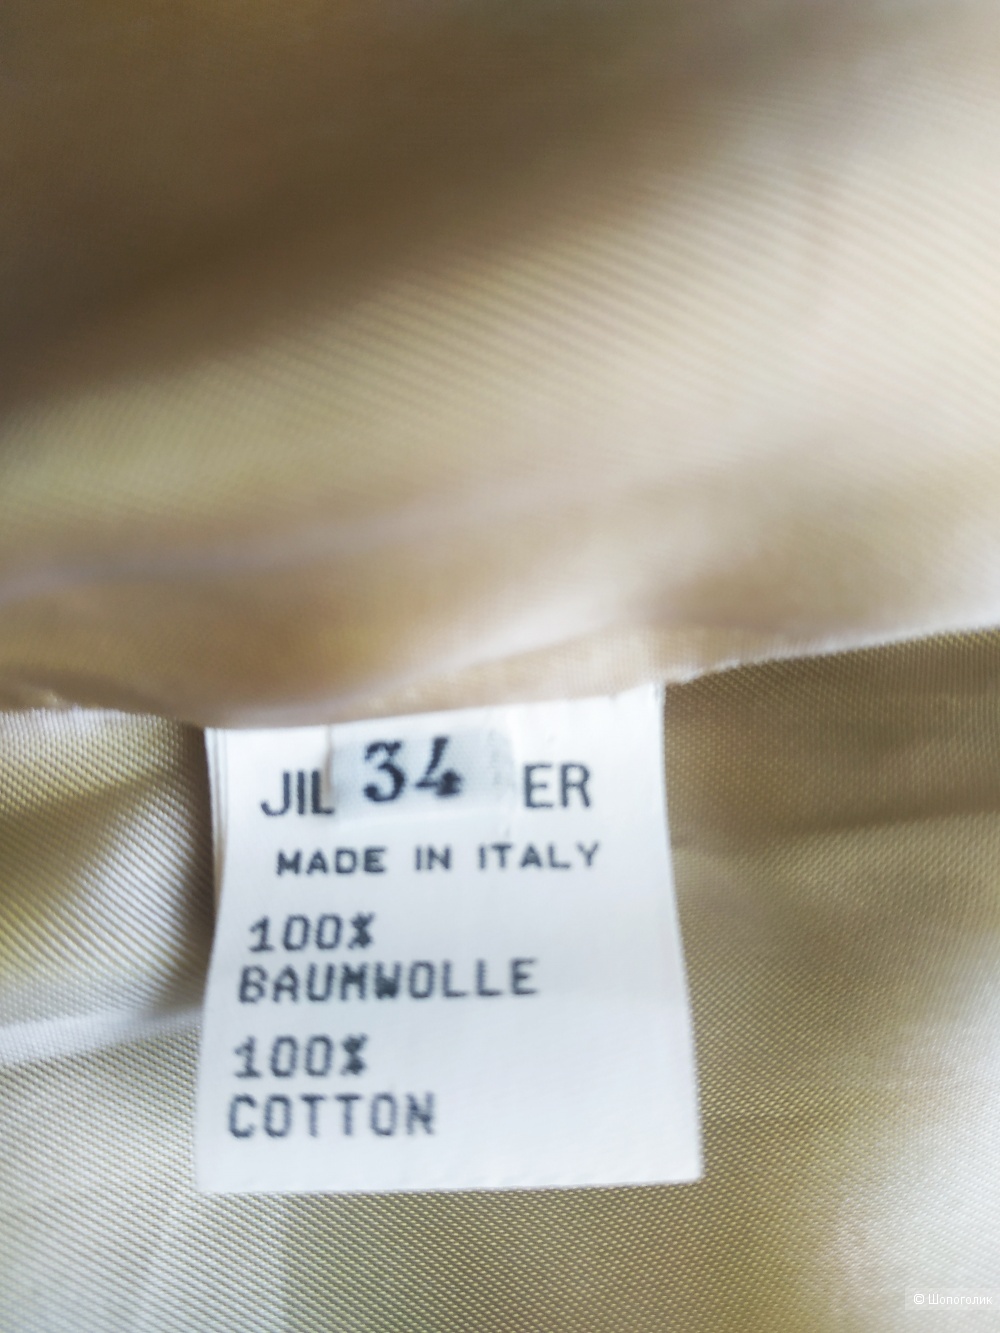 JIL 34 ER
MADE IN ITALY
100%
BAUMWOLLE
100%
COTTON
© Шопоголик